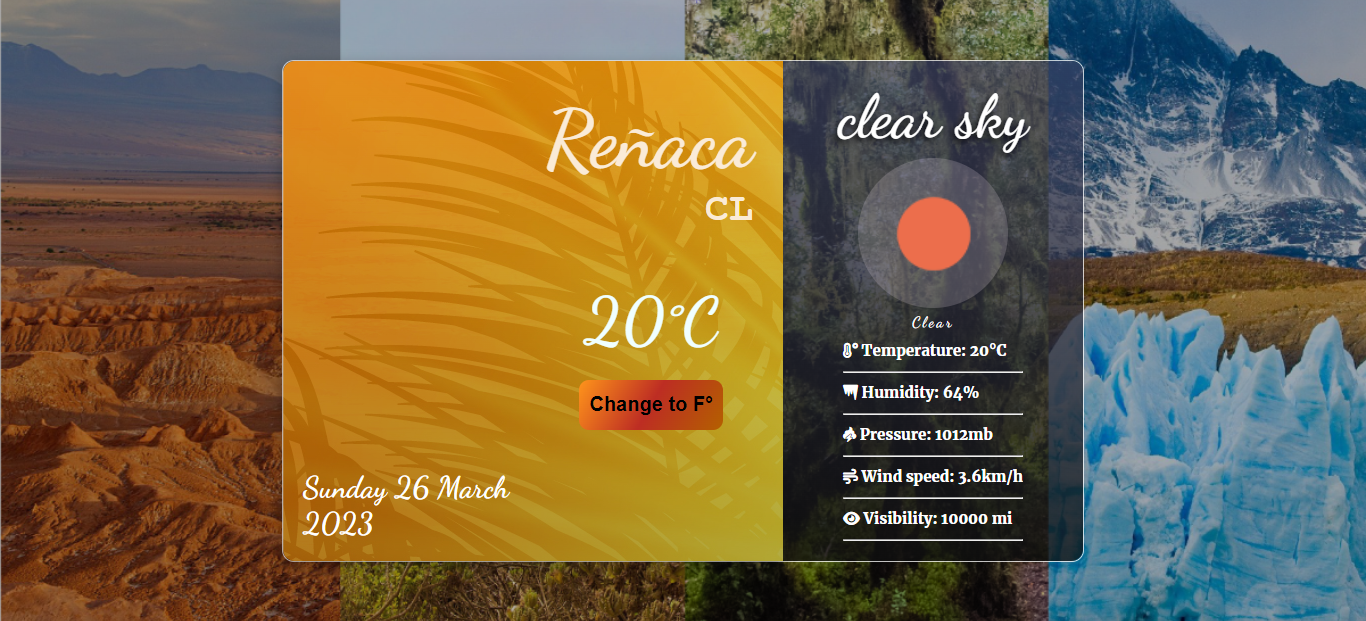 Reñaca
CL
20°C
Change to F°
Sunday 26 March
2023
clear sky
Clear
Temperature: 20°C
Humidity: 64%
Pressure: 1012mb
Wind speed: 3.6km/h
Visibility: 10000 mi